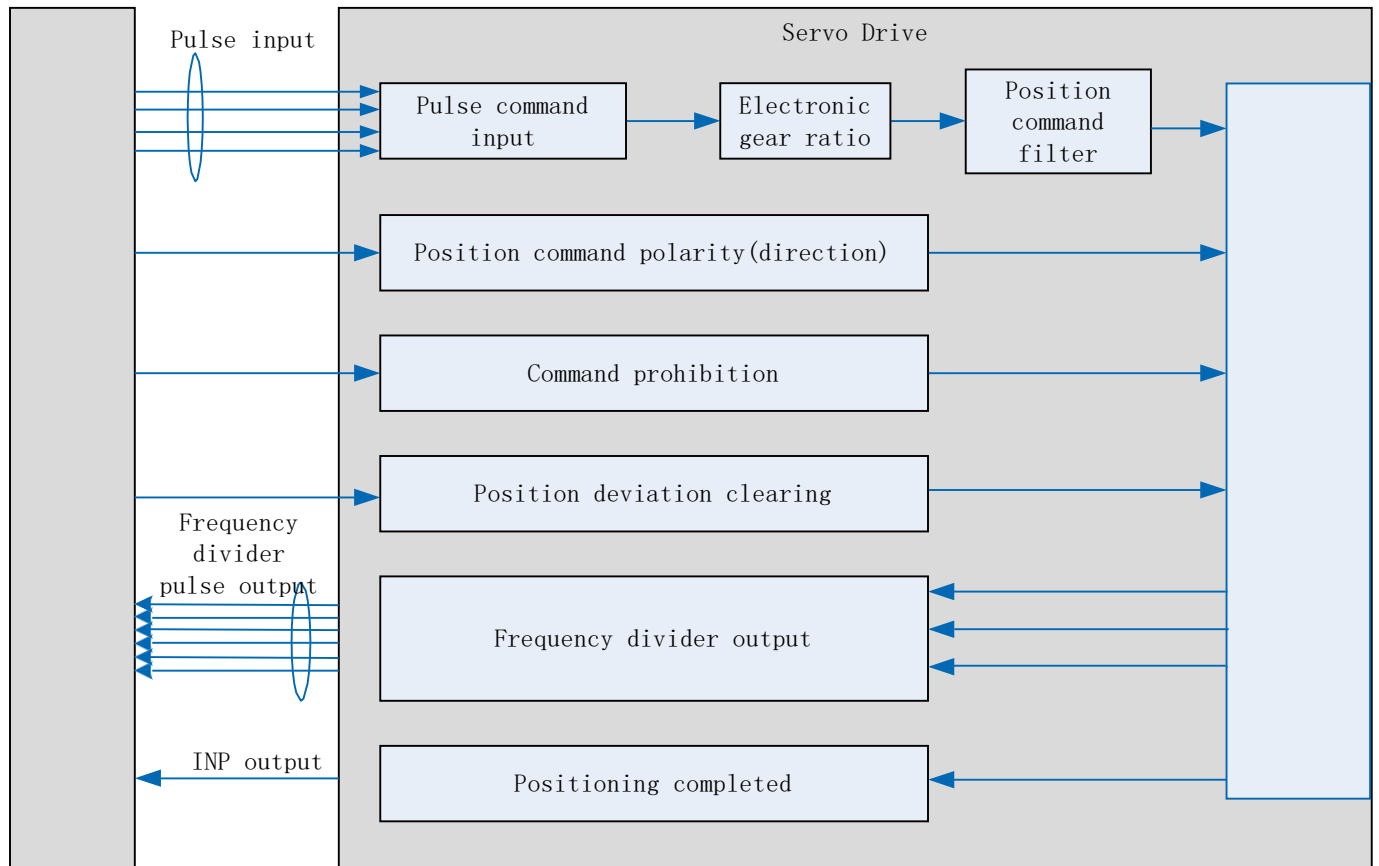 Servo Drive
Pulse input
Pulse command
input
Electronic
gear ratio
Position
command
filter
Position command polarity(direction)
Command prohibition
Position deviation clearing
Frequency
divider
pulse output
Frequency divider output
INP output
Positioning completed